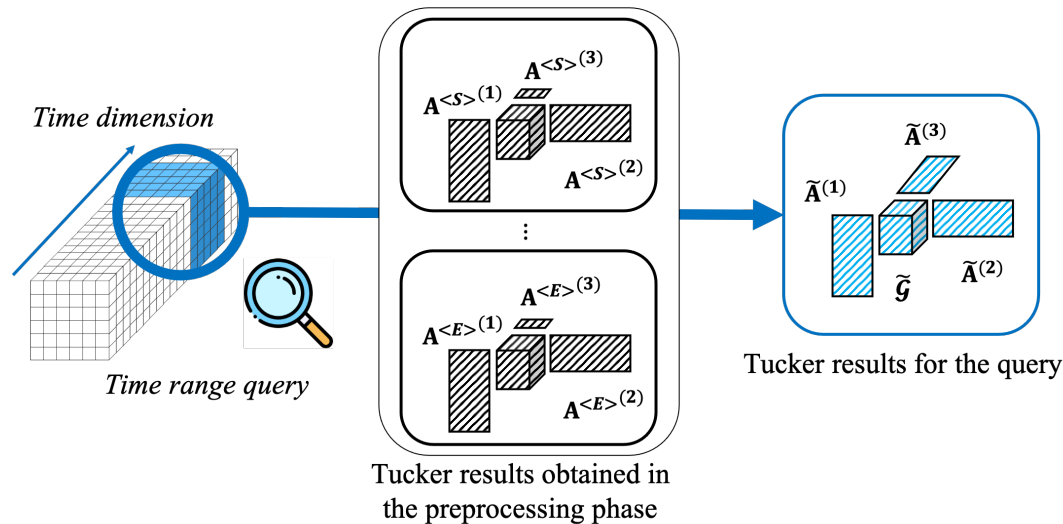 Time dimension
Time range query
A<S>(3)
A<S>(1)
A<S>(2)
⋮
A<E>(3)
A<E>(1)
A<E>(2)
Tucker results obtained in
the preprocessing phase
Ã(3)
Ã(1)
Ã(2)
𝓖̃
Tucker results for the query